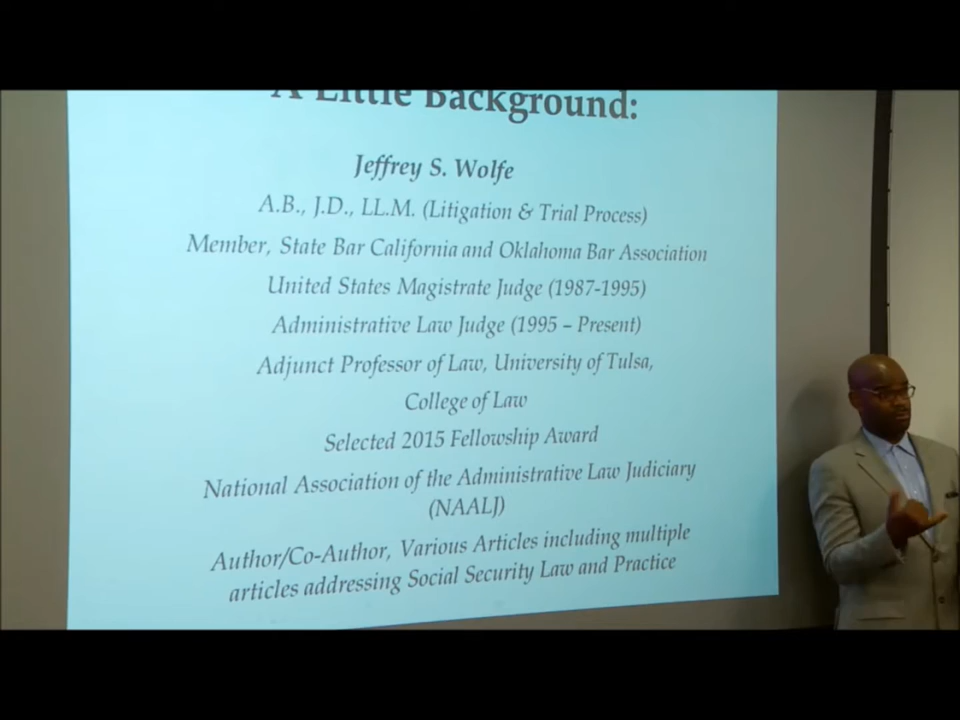 A Little Background:
Jeffrey S. Wolfe
A.B., J.D., LL.M. (Litigation & Trial Process)
Member, State Bar California and Oklahoma Bar Association
United States Magistrate Judge (1987-1995)
Administrative Law Judge (1995 – Present)
Adjunct Professor of Law, University of Tulsa,
College of Law
Selected 2015 Fellowship Award
National Association of the Administrative Law Judiciary
(NAALJ)
Author/Co-Author, Various Articles including multiple
articles addressing Social Security Law and Practice